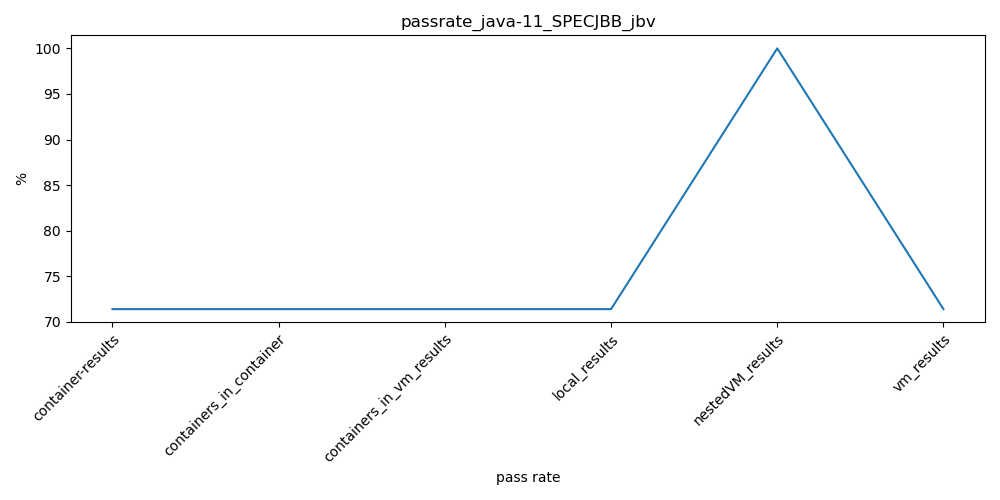 passrate_java-11_SPECJBB_jbv
100
95
90
85
80
75
70
%
container-results
containers_in_container
containers_in_vm_results
local_results
nestedVM_results
vm_results
pass rate